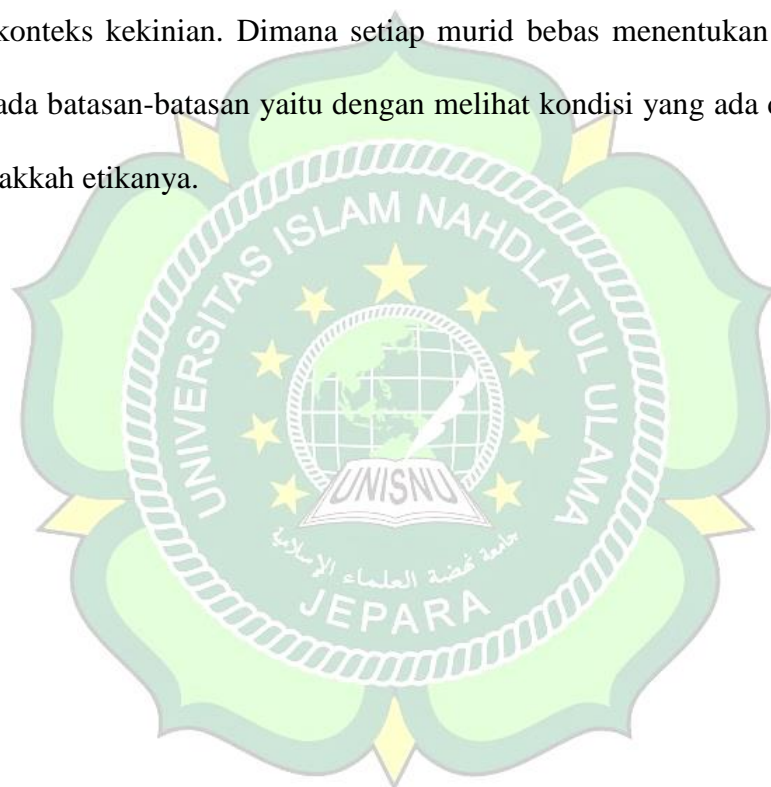 konteks kekinian. Dimana setiap murid bebas menentukan
ada batasan-batasan yaitu dengan melihat kondisi yang ada
akkah etikanya.
UNIVERSITAS ISLAM NAHDLATUL ULAMA
UNISNU
جامعة نهضة العلماء الإسلامية
JEPARA